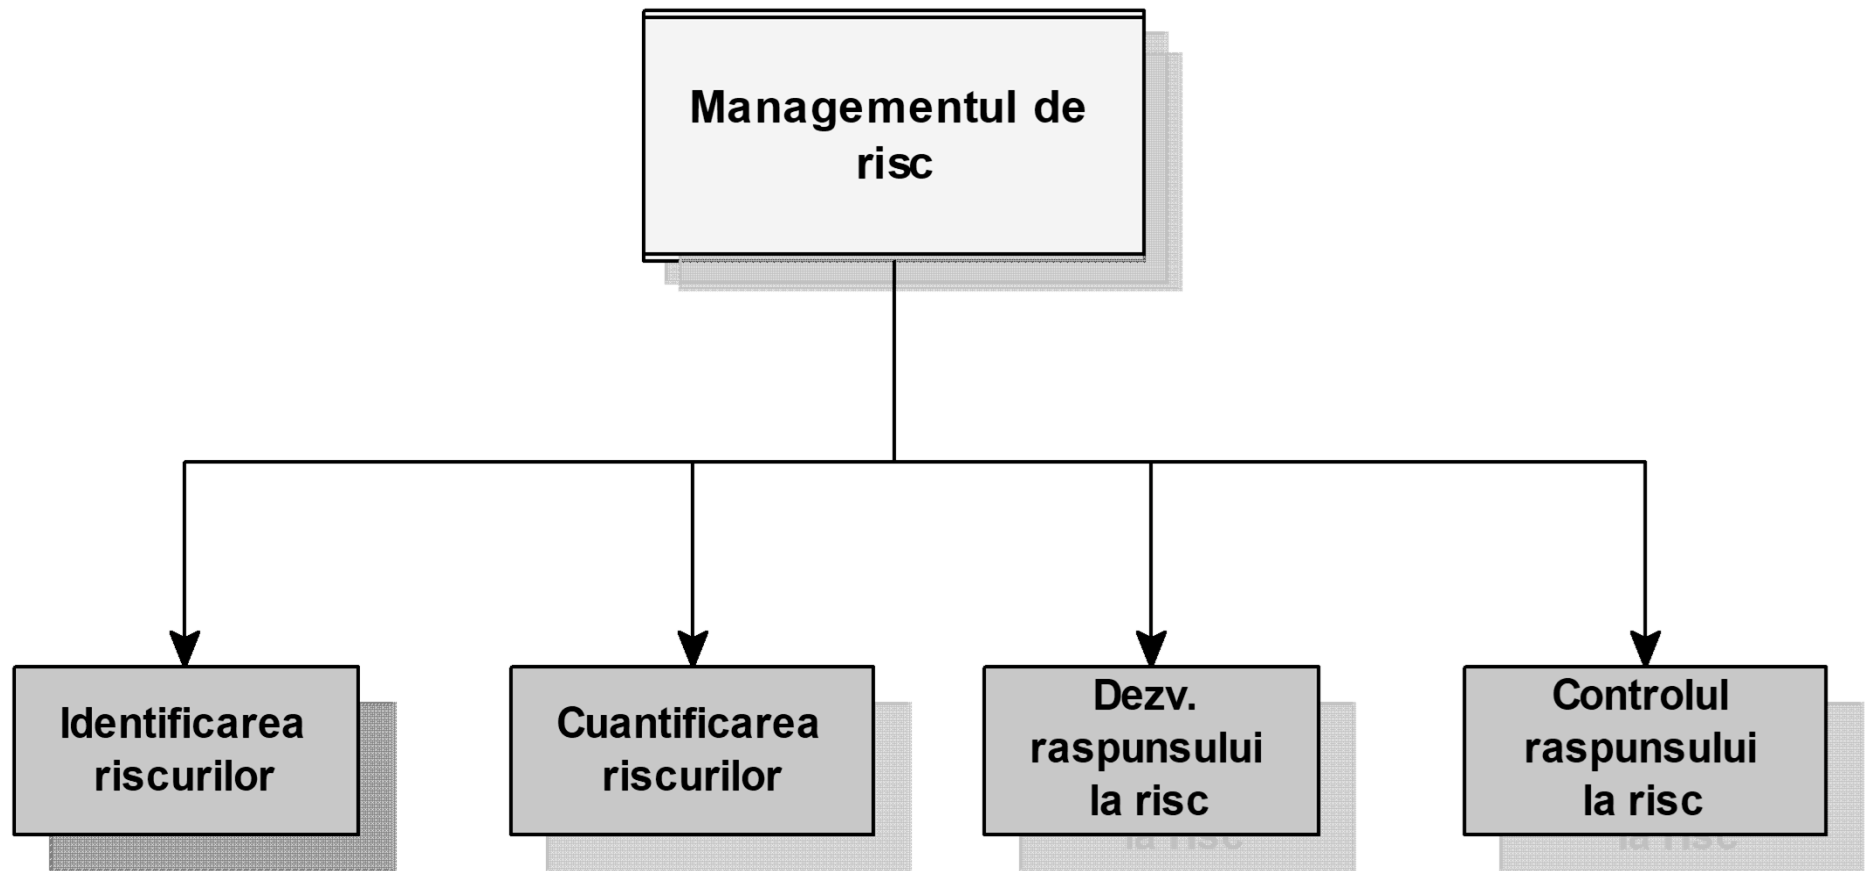 Managementul de
risc
Identificarea
riscurilor
Cuantificarea
riscurilor
Dezv.
raspunsului
la risc
Controlul
raspunsului
la risc